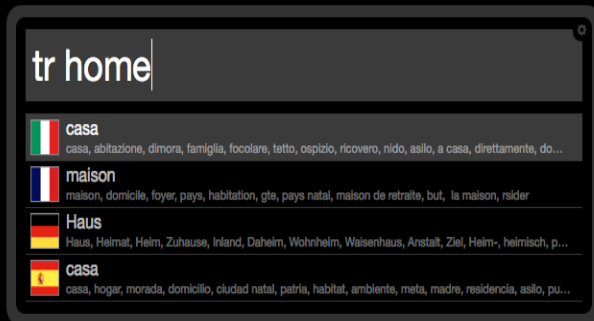 tr home
casa
casa, abitazione, dimora, famiglia, focolare, tetto, ospizio, ricovero, nido, asilo, a casa, direttamente, do...
maison
maison, domicile, foyer, pays, habitation, gte, pays natal, maison de retraite, but,  la maison, rsider
Haus
Haus, Heimat, Heim, Zuhause, Inland, Daheim, Wohnheim, Waisenhaus, Anstalt, Ziel, Heim-, heimisch, p...
casa
casa, hogar, morada, domicilio, ciudad natal, patria, habitat, ambiente, meta, madre, residencia, asilo, pu...